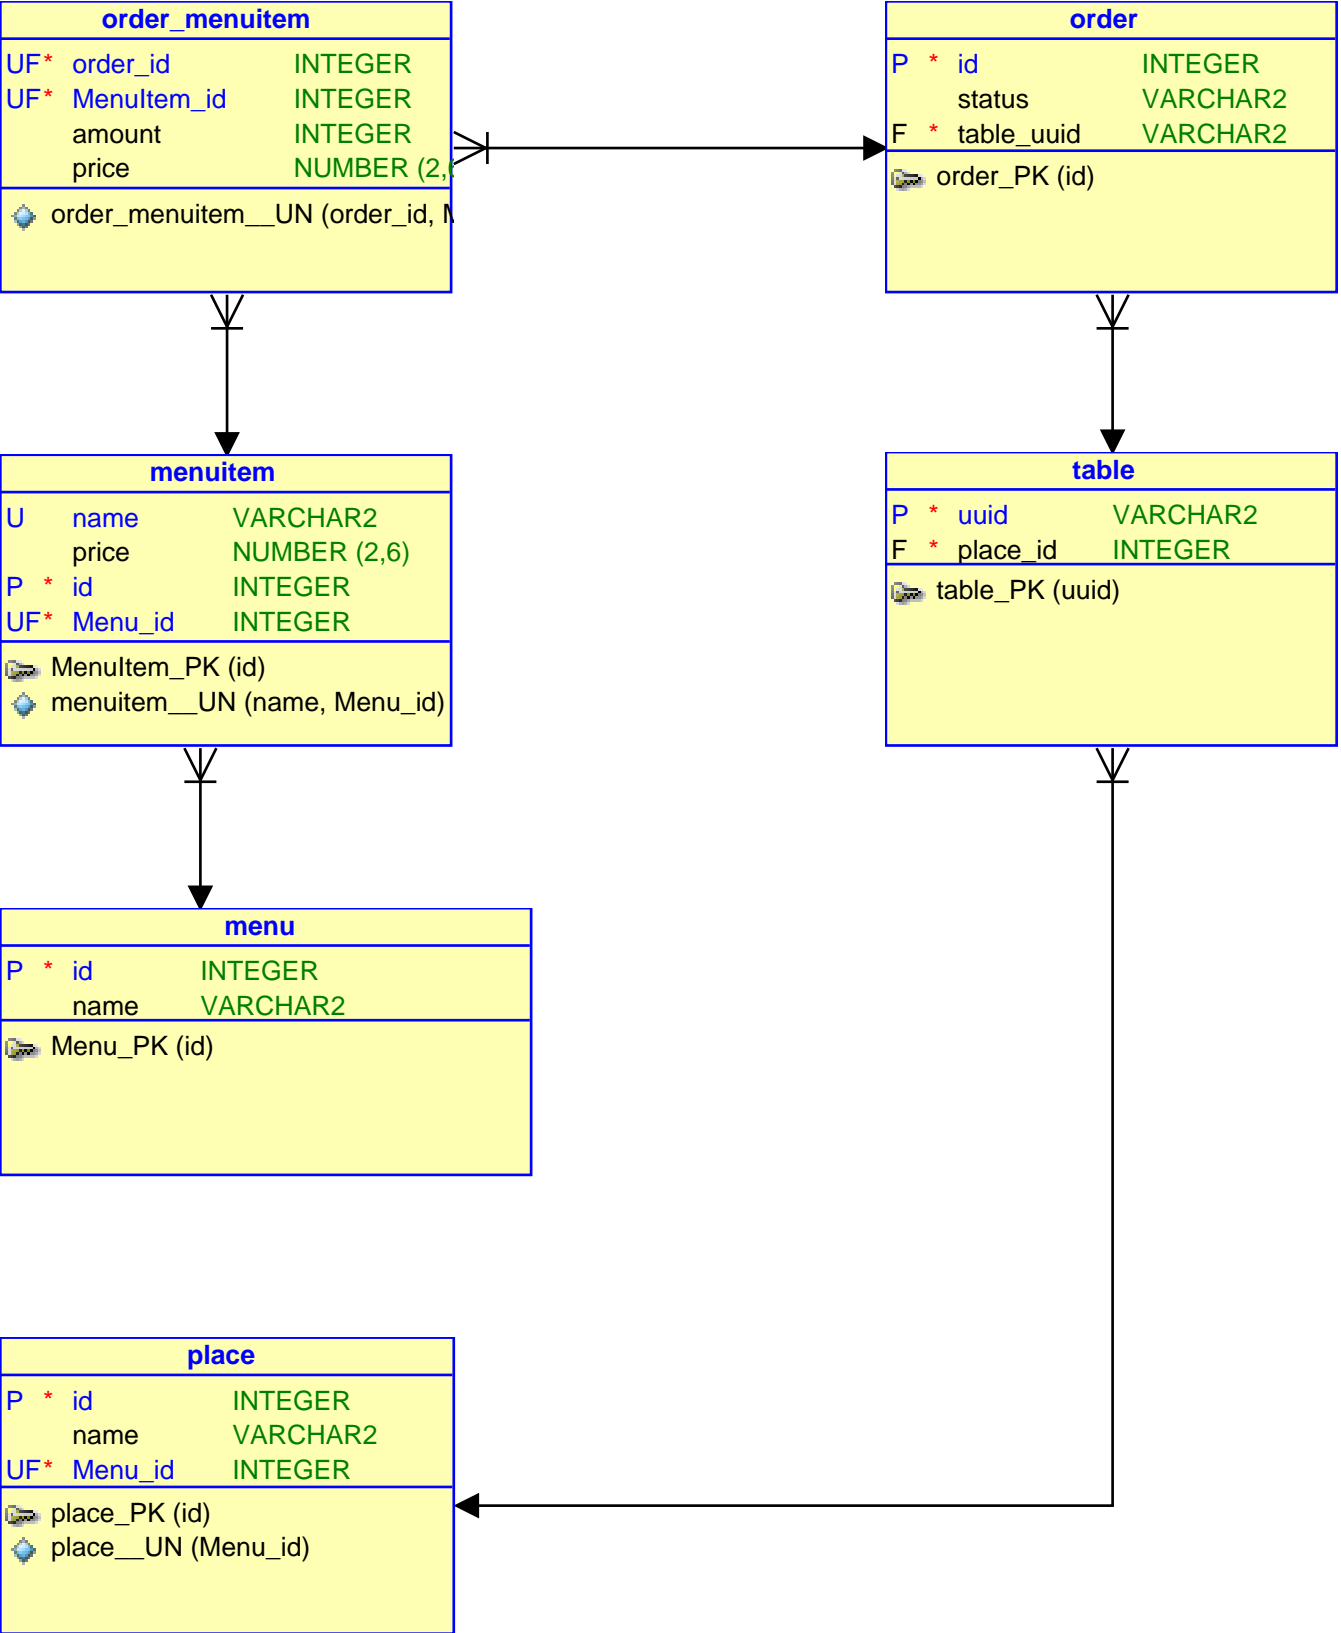 order_menuitem
UF* order_id INTEGER
UF* MenuItem_id INTEGER
amount INTEGER
price NUMBER (2,
order_menuitem__UN (order_id,
order
P * id INTEGER
status VARCHAR2
F * table_uuid VARCHAR2
order_PK (id)
menuitem
U name VARCHAR2
price NUMBER (2,6)
P * id INTEGER
UF* Menu_id INTEGER
MenuItem_PK (id)
menuitem__UN (name, Menu_id)
table
P * uuid VARCHAR2
F * place_id INTEGER
table_PK (uuid)
menu
P * id INTEGER
name VARCHAR2
Menu_PK (id)
place
P * id INTEGER
name VARCHAR2
UF* Menu_id INTEGER
place_PK (id)
place__UN (Menu_id)